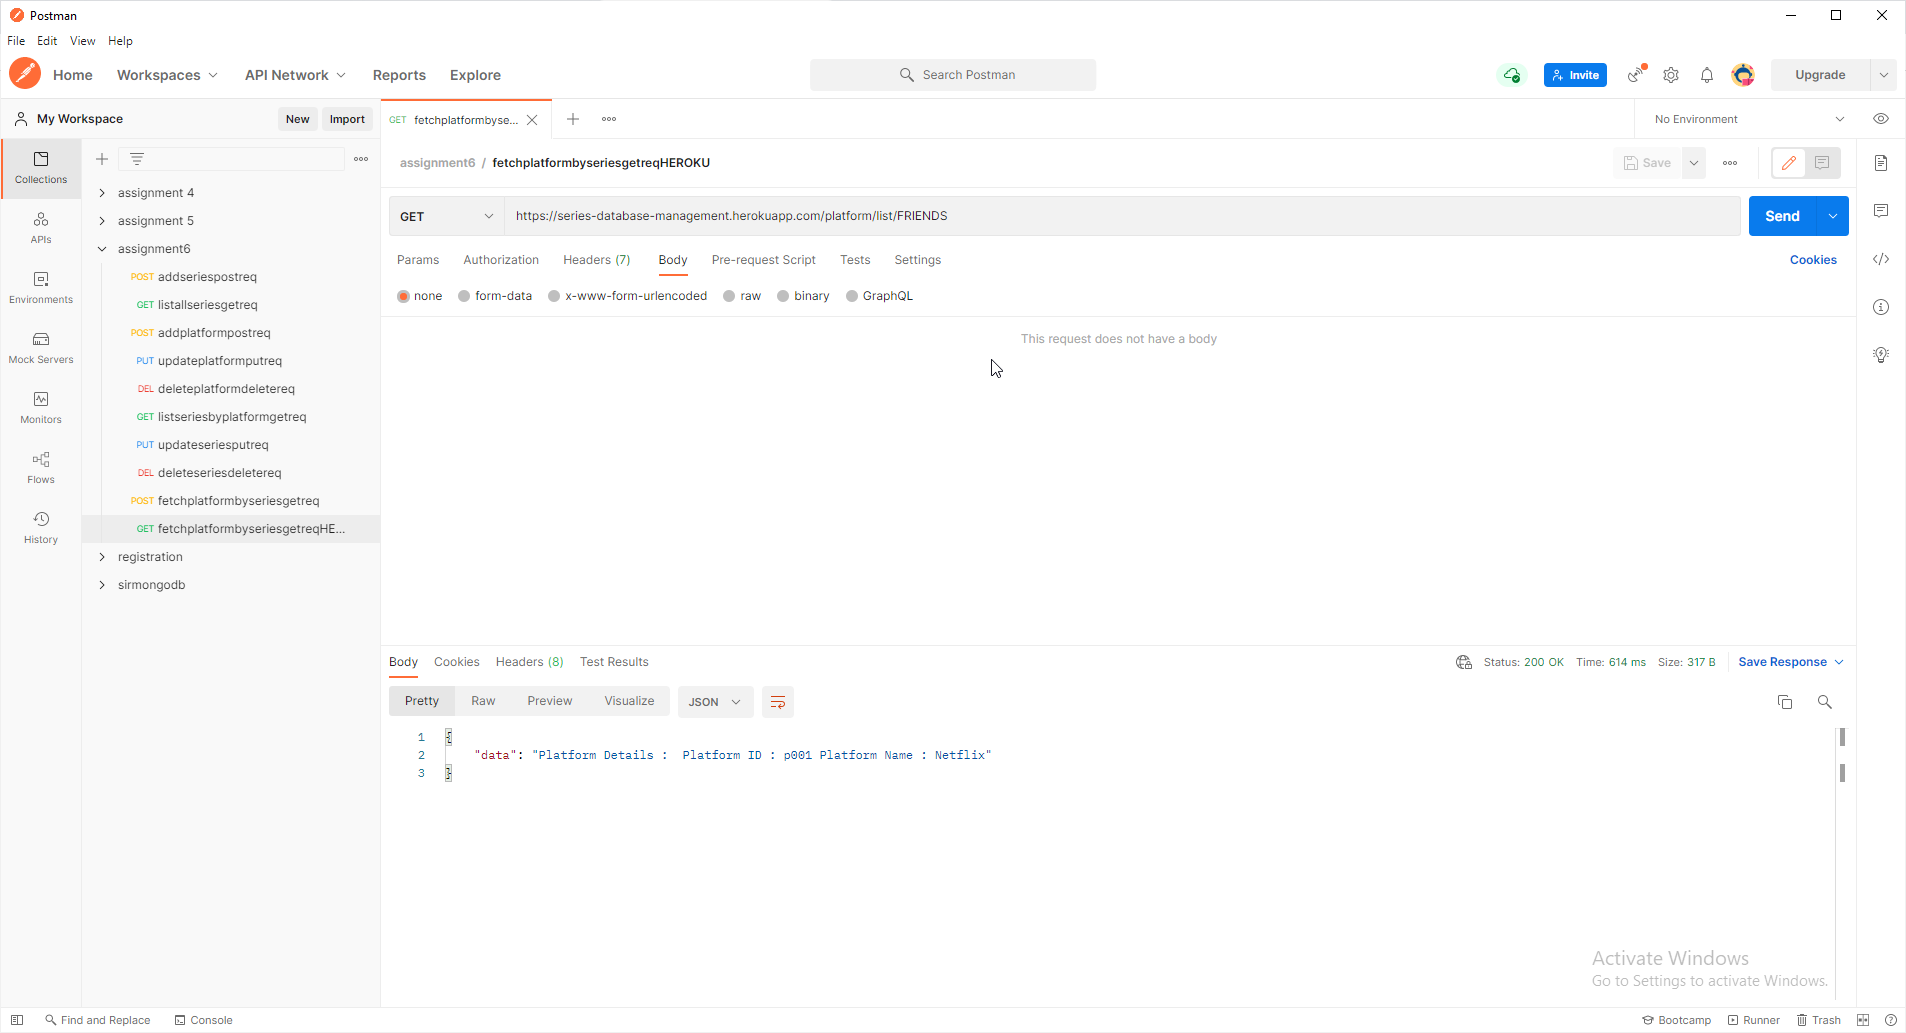 Postman
File Edit View Help
Home Workspaces API Network Reports Explore Search Postman Invite Upgrade
My Workspace New Import
GET fetchplatformbyse... No Environment
assignment6 / fetchplatformbyseriesgetreqHEROKU Save
GET https://series-database-management.herokuapp.com/platform/list/FRIENDS Send
Params Authorization Headers (7) Body Pre-request Script Tests Settings Cookies
none form-data x-www-form-urlencoded raw binary GraphQL
This request does not have a body
Collections
APIs
Environments
Mock Servers
Monitors
Flows
History
assignment 4
assignment 5
assignment6
POST addseriespostreq
GET listallseriesgetreq
POST addplatformpostreq
PUT updateplatformputreq
DEL deleteplatformdeletereq
GET listseriesbyplatformgetreq
PUT updateseriesputreq
DEL deleteseriesdeletereq
POST fetchplatformbyseriesgetreq
GET fetchplatformbyseriesgetreqHE...
registration
sirmongodb
Body Cookies Headers (8) Test Results Status: 200 OK Time: 614 ms Size: 317 B Save Response
Pretty Raw Preview Visualize JSON
1 {
2 "data": "Platform Details :  Platform ID : p001 Platform Name : Netflix"
3 }
Activate Windows
Go to Settings to activate Windows.
Find and Replace Console Bootcamp Runner Trash